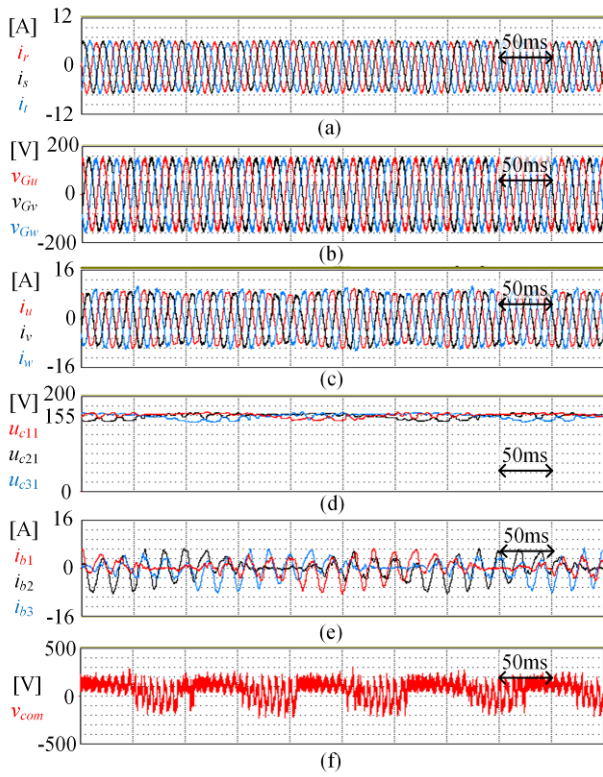 [A] 12
i_r
i_s 0
i_t
-12
50ms
(a)
[V] 200
v_Gu
v_Gv 0
v_Gw
-200
50ms
(b)
[A] 16
i_u
i_v 0
i_w
-16
50ms
(c)
[V] 200
155
u_c11
u_c21
u_c31
0
50ms
(d)
[A] 16
i_b1
i_b2 0
i_b3
-16
50ms
(e)
500
[V]
v_com 0
-500
50ms
(f)